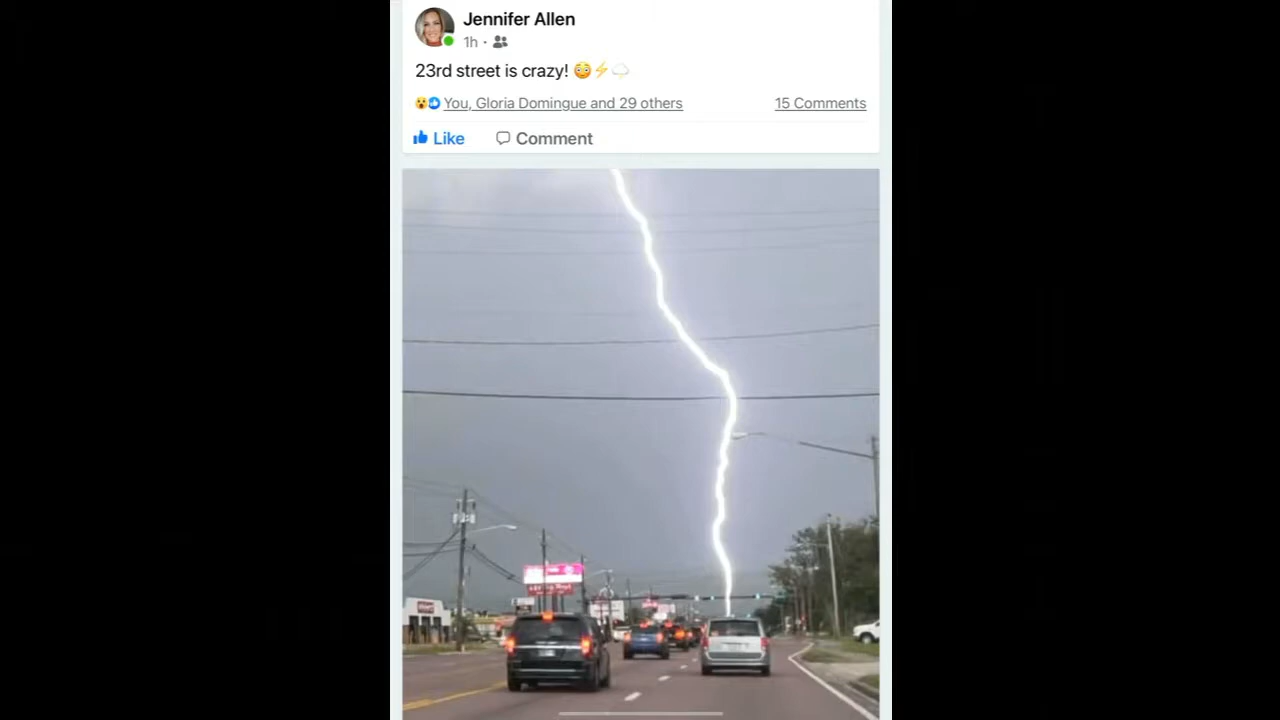 Jennifer Allen
1h ·
23rd street is crazy! 😳⚡🌩️
You, Gloria Domingue and 29 others 15 Comments
Like Comment